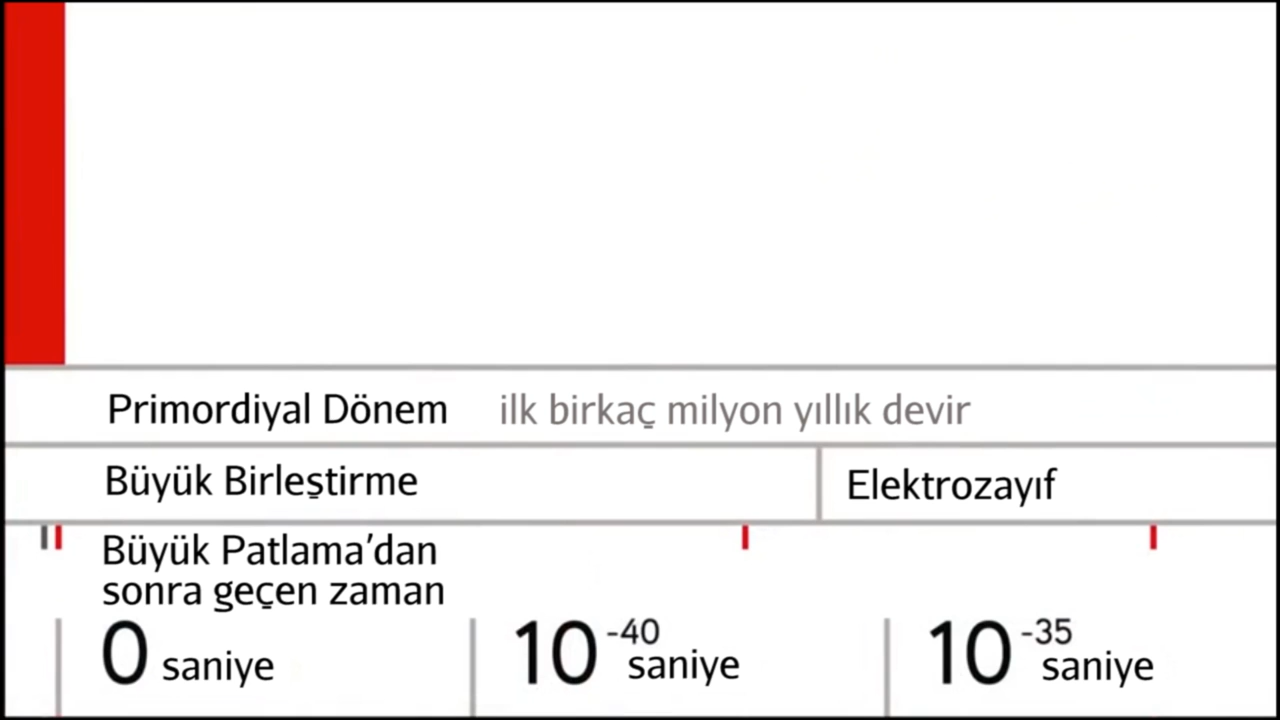 Primordiyal Dönem ilk birkaç milyon yıllık devir
Büyük Birleştirme Elektrozayıf
Büyük Patlama’dan
sonra geçen zaman
0 saniye 10⁻⁴⁰ saniye 10⁻³⁵ saniye